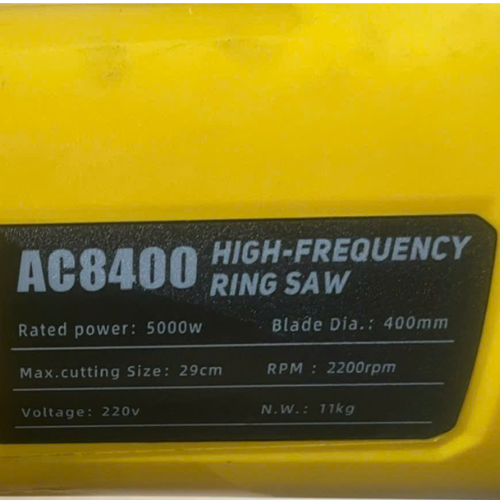 AC8400 HIGH-FREQUENCY
RING SAW
Rated power: 5000w Blade Dia.: 400mm
Max.cutting Size: 29cm RPM : 2200rpm
Voltage: 220v N.W.: 11kg